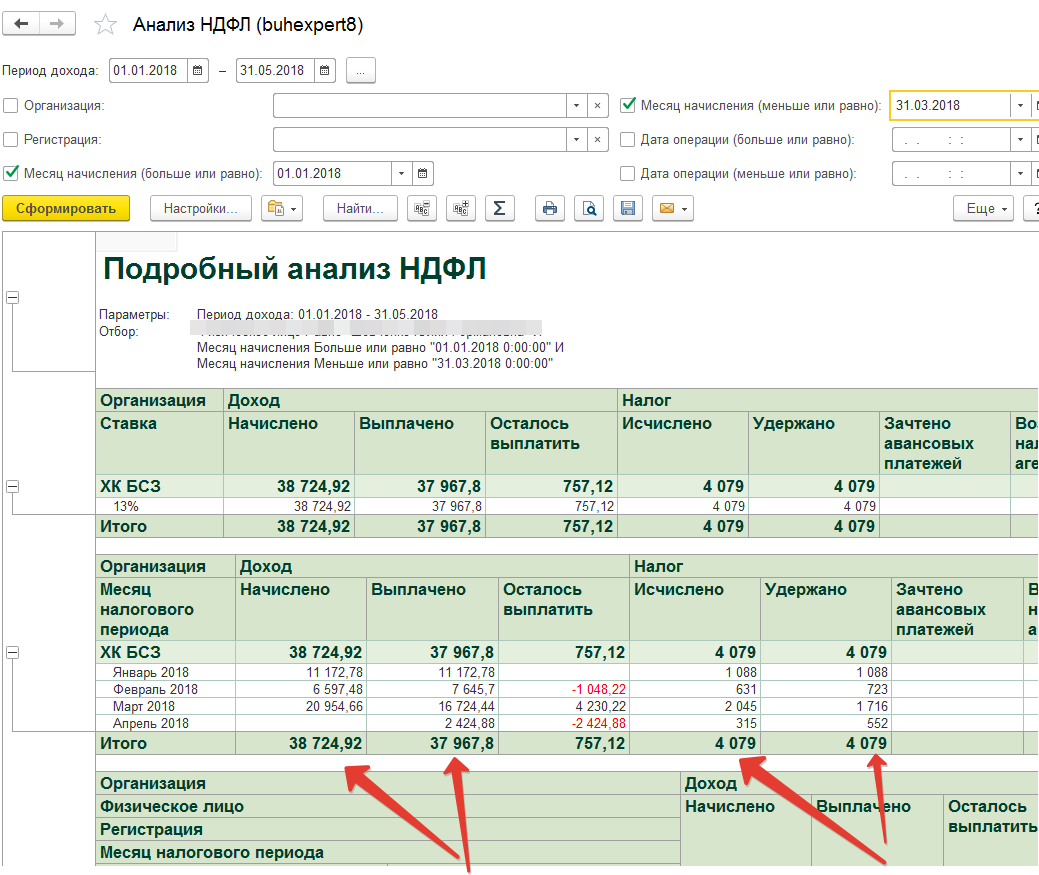 Анализ НДФЛ (buhexpert8)
Период дохода: 01.01.2018 – 31.05.2018 ...
Организация: Месяц начисления (меньше или равно): 31.03.2018
Регистрация: Дата операции (больше или равно): . . : :
Месяц начисления (больше или равно): 01.01.2018 Дата операции (меньше или равно): . . : :
Сформировать Настройки... Найти... Σ Еще ?
Подробный анализ НДФЛ
Параметры: Период дохода: 01.01.2018 - 31.05.2018
Отбор:
Месяц начисления Больше или равно "01.01.2018 0:00:00" И
Месяц начисления Меньше или равно "31.03.2018 0:00:00"
Организация Доход Налог
Ставка Начислено Выплачено Осталось выплатить Исчислено Удержано Зачтено авансовых платежей
ХК БСЗ 38 724,92 37 967,8 757,12 4 079 4 079
13% 38 724,92 37 967,8 757,12 4 079 4 079
Итого 38 724,92 37 967,8 757,12 4 079 4 079
Организация Доход Налог
Месяц налогового периода Начислено Выплачено Осталось выплатить Исчислено Удержано Зачтено авансовых платежей
ХК БСЗ 38 724,92 37 967,8 757,12 4 079 4 079
Январь 2018 11 172,78 11 172,78 1 088 1 088
Февраль 2018 6 597,48 7 645,7 -1 048,22 631 723
Март 2018 20 954,66 16 724,44 4 230,22 2 045 1 716
Апрель 2018 2 424,88 -2 424,88 315 552
Итого 38 724,92 37 967,8 757,12 4 079 4 079
Организация Доход
Физическое лицо Начислено Выплачено Осталось выплатить
Регистрация
Месяц налогового периода